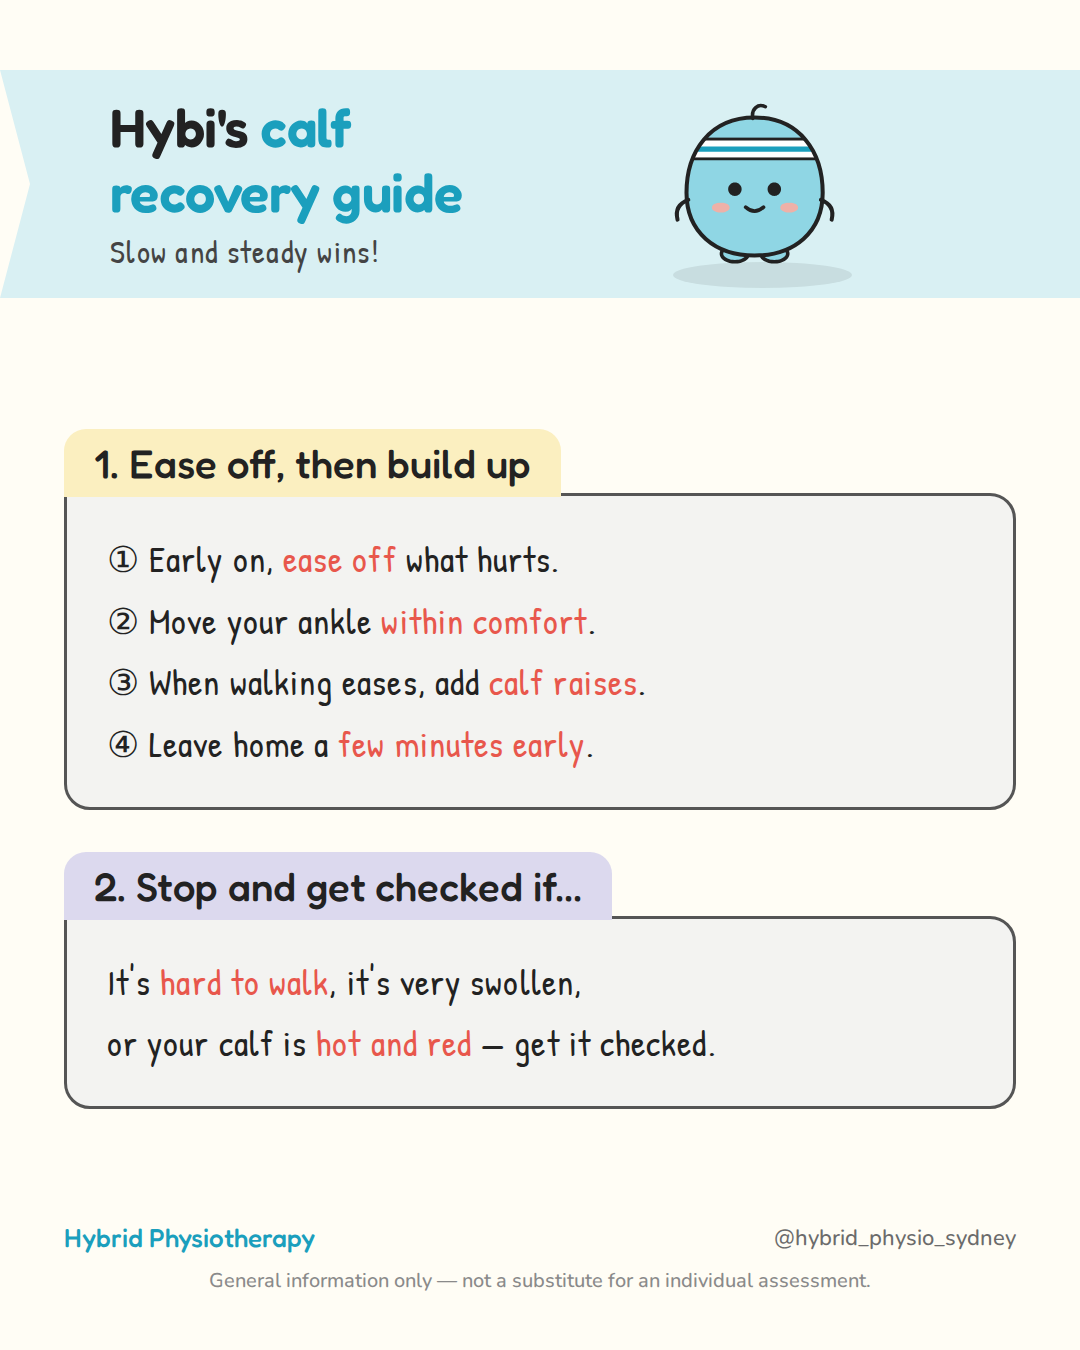 Hybi's calf
recovery guide
Slow and steady wins!
1. Ease off, then build up
① Early on, ease off what hurts.
② Move your ankle within comfort.
③ When walking eases, add calf raises.
④ Leave home a few minutes early.
2. Stop and get checked if...
It's hard to walk, it's very swollen,
or your calf is hot and red — get it checked.
Hybrid Physiotherapy
@hybrid_physio_sydney
General information only — not a substitute for an individual assessment.